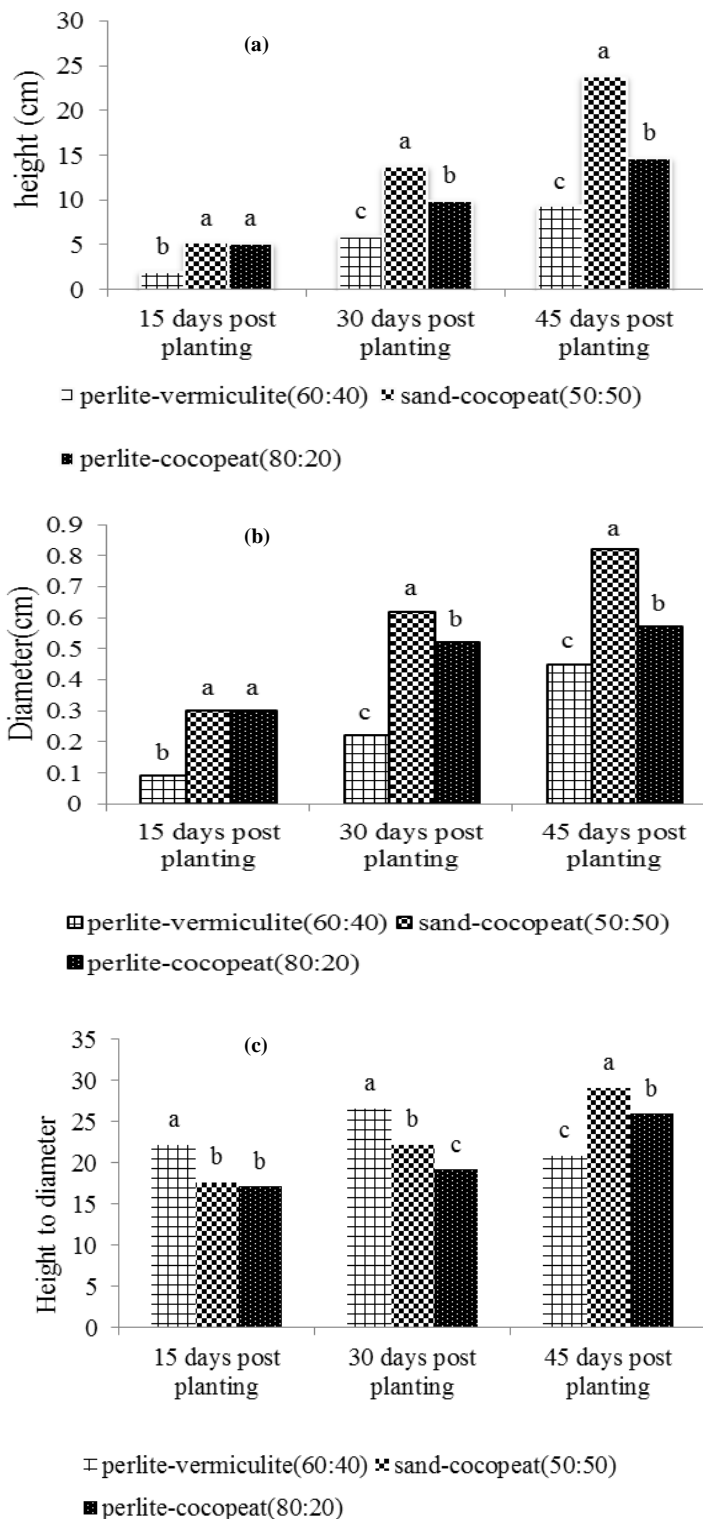 (a)
height (cm)
30
25
20
15
10
5
0
b a a
c a b
c a b
15 days post planting
30 days post planting
45 days post planting
perlite-vermiculite(60:40) sand-cocopeat(50:50)
perlite-cocopeat(80:20)
(b)
Diameter(cm)
0.9
0.8
0.7
0.6
0.5
0.4
0.3
0.2
0.1
0
b a a
c a b
c a b
15 days post planting
30 days post planting
45 days post planting
perlite-vermiculite(60:40) sand-cocopeat(50:50)
perlite-cocopeat(80:20)
(c)
Height to diameter
35
30
25
20
15
10
5
0
a b b
a b c
c a b
15 days post planting
30 days post planting
45 days post planting
perlite-vermiculite(60:40) sand-cocopeat(50:50)
perlite-cocopeat(80:20)